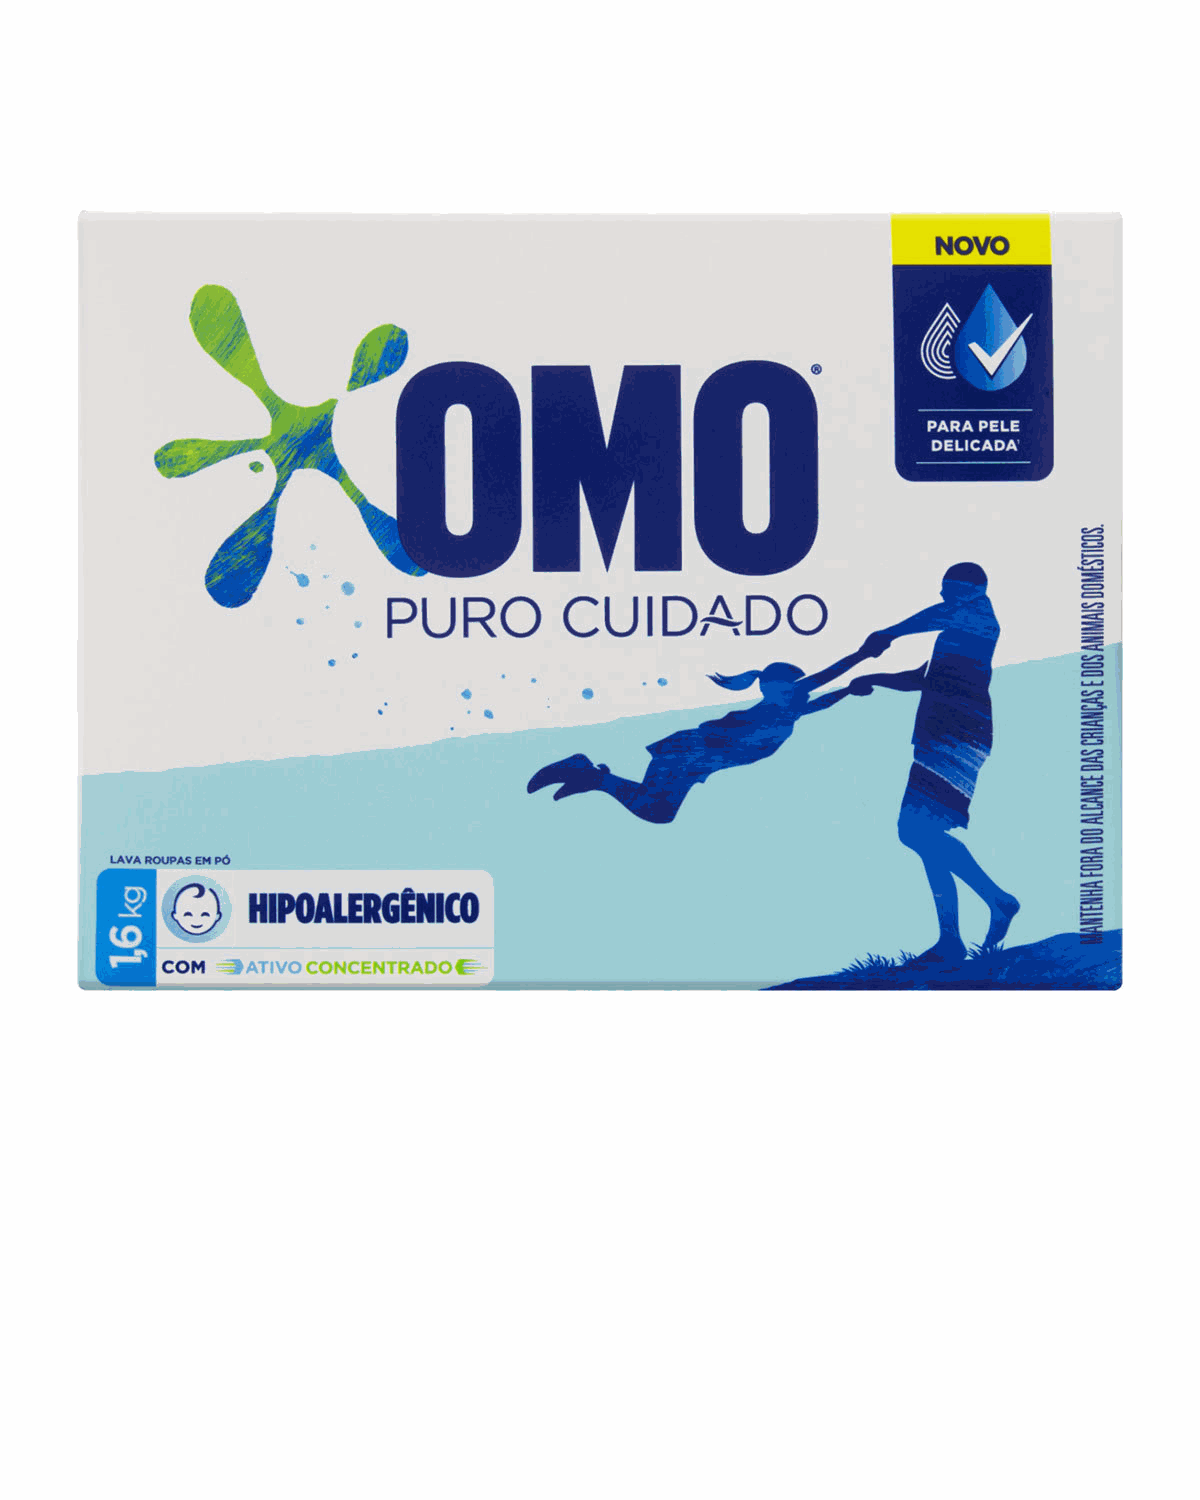 NOVO
PARA PELE
DELICADA¹
OMO®
PURO CUIDADO
MANTENHA FORA DO ALCANCE DAS CRIANÇAS E DOS ANIMAIS DOMÉSTICOS.
LAVA ROUPAS EM PÓ
1,6 kg
HIPOALERGÊNICO
COM ATIVO CONCENTRADO